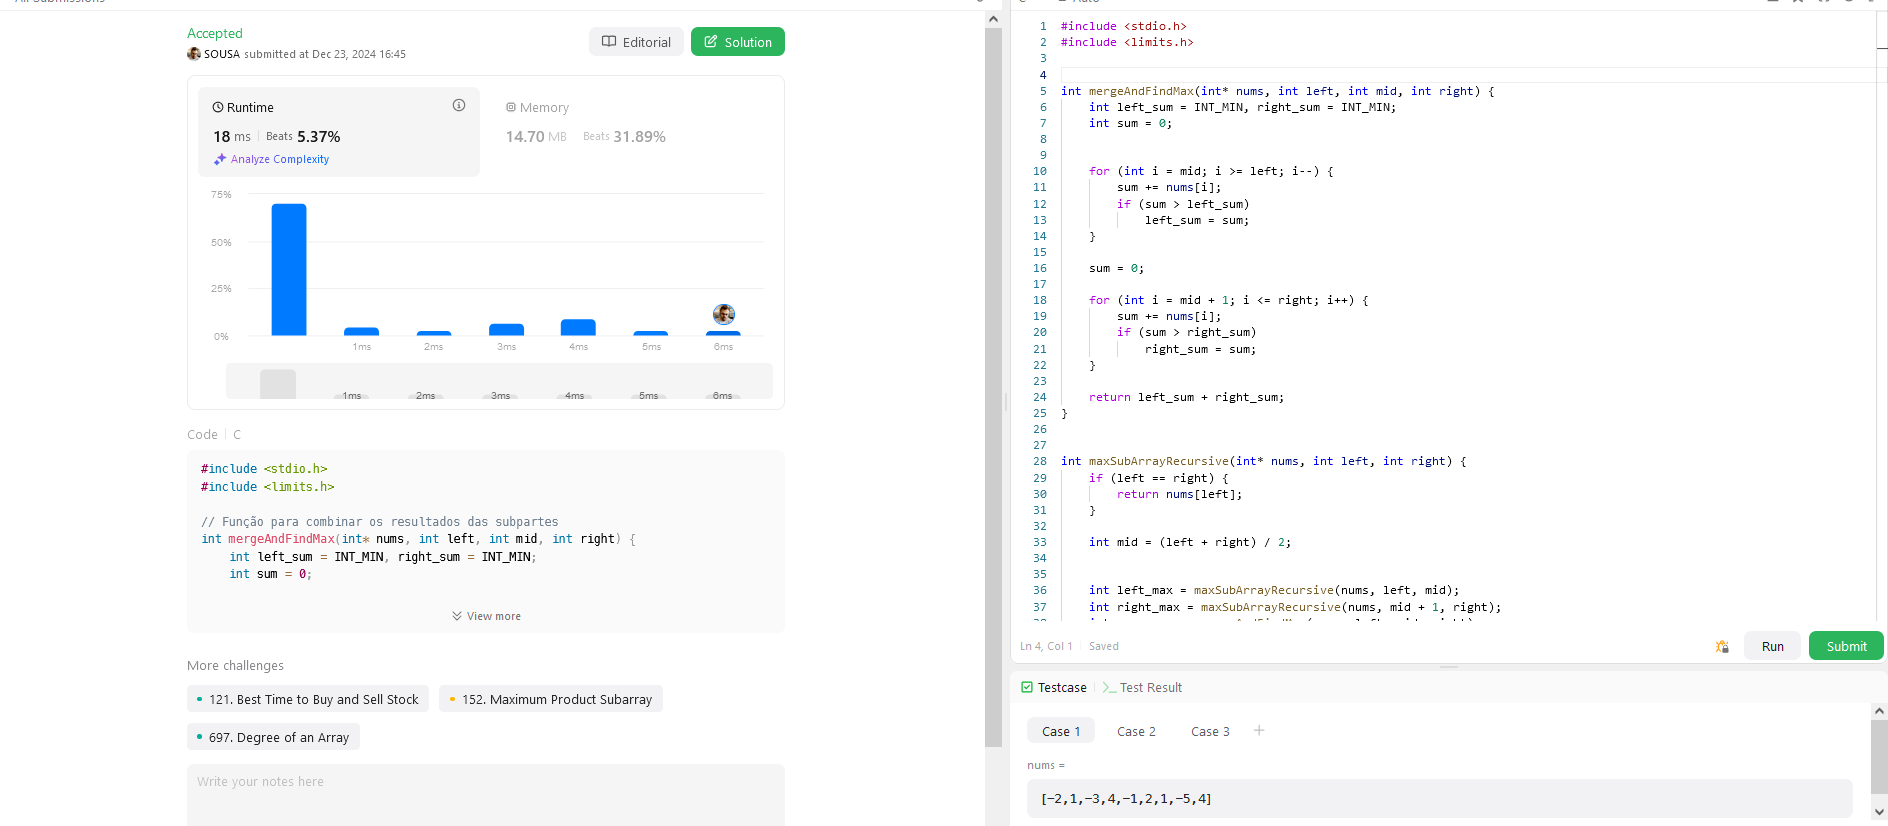 All Submissions
Auto
Accepted
SOUSA submitted at Dec 23, 2024 16:45
Editorial
Solution
Runtime
18 ms | Beats 5.37%
Analyze Complexity
Memory
14.70 MB Beats 31.89%
75%
50%
25%
0%
1ms 2ms 3ms 4ms 5ms 6ms
1ms 2ms 3ms 4ms 5ms 6ms
Code | C
#include <stdio.h>
#include <limits.h>
// Função para combinar os resultados das subpartes
int mergeAndFindMax(int* nums, int left, int mid, int right) {
    int left_sum = INT_MIN, right_sum = INT_MIN;
    int sum = 0;
View more
More challenges
121. Best Time to Buy and Sell Stock
152. Maximum Product Subarray
697. Degree of an Array
Write your notes here
1 #include <stdio.h>
2 #include <limits.h>
3
4
5 int mergeAndFindMax(int* nums, int left, int mid, int right) {
6     int left_sum = INT_MIN, right_sum = INT_MIN;
7     int sum = 0;
8
9
10     for (int i = mid; i >= left; i--) {
11         sum += nums[i];
12         if (sum > left_sum)
13             left_sum = sum;
14     }
15
16     sum = 0;
17
18     for (int i = mid + 1; i <= right; i++) {
19         sum += nums[i];
20         if (sum > right_sum)
21             right_sum = sum;
22     }
23
24     return left_sum + right_sum;
25 }
26
27
28 int maxSubArrayRecursive(int* nums, int left, int right) {
29     if (left == right) {
30         return nums[left];
31     }
32
33     int mid = (left + right) / 2;
34
35
36     int left_max = maxSubArrayRecursive(nums, left, mid);
37     int right_max = maxSubArrayRecursive(nums, mid + 1, right);
Ln 4, Col 1 | Saved
Run
Submit
Testcase
Test Result
Case 1
Case 2
Case 3
nums =
[-2,1,-3,4,-1,2,1,-5,4]